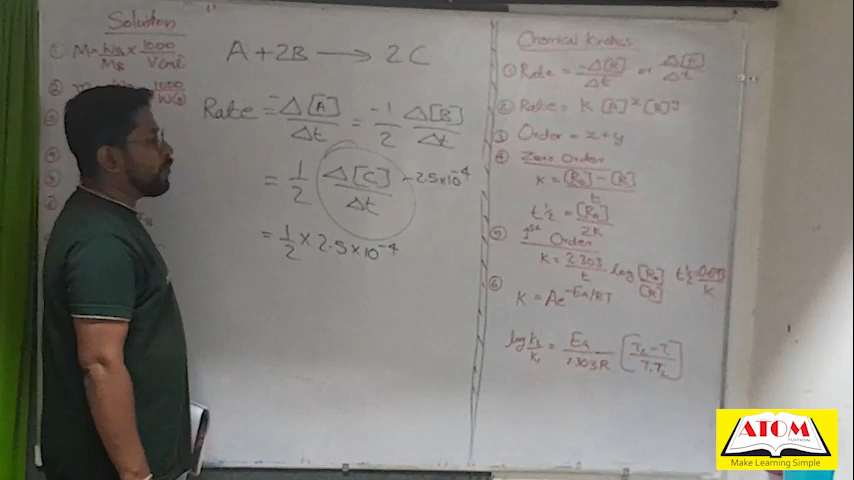 Solution
① M =
1000
V(ml)
②
1000
W(g)
A + 2B → 2C
Rate = -Δ[A]/Δt = -1/2 Δ[B]/Δt
= 1/2 Δ[C]/Δt - 2.5×10⁻⁴
= 1/2 × 2.5×10⁻⁴
Chemical Kinetics
① Rate = -Δ[R]/Δt or Δ[P]/Δt
② Rate = K [A]ˣ [B]ʸ
③ Order = x+y
④ Zero Order
K = [R₀] - [R]/t
t½ = [R₀]/2K
⑤ 1st Order
K = 2.303/t log [R₀]/[R] t½ = 0.693/K
⑥ K = Ae⁻ᴱᵃ/ᴿᵀ
log K₂/K₁ = Ea/2.303R [T₂-T₁/T₁T₂]
ATOM
TUITION
Make Learning Simple